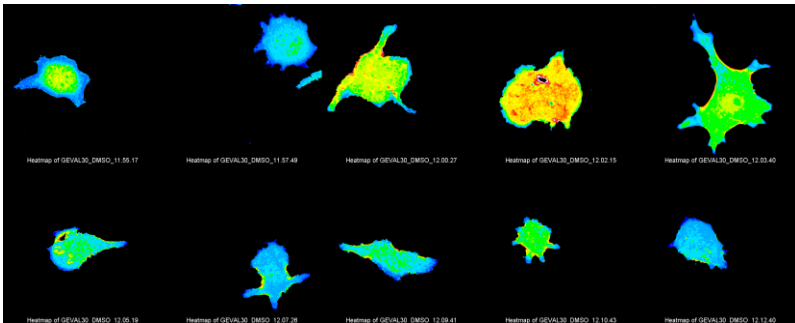 Heatmap of GEVAL30_DMSO_11.55.17
Heatmap of GEVAL30_DMSO_11.57.49
Heatmap of GEVAL30_DMSO_12.00.27
Heatmap of GEVAL30_DMSO_12.02.15
Heatmap of GEVAL30_DMSO_12.03.40
Heatmap of GEVAL30_DMSO_12.05.19
Heatmap of GEVAL30_DMSO_12.07.26
Heatmap of GEVAL30_DMSO_12.09.41
Heatmap of GEVAL30_DMSO_12.10.43
Heatmap of GEVAL30_DMSO_12.12.40